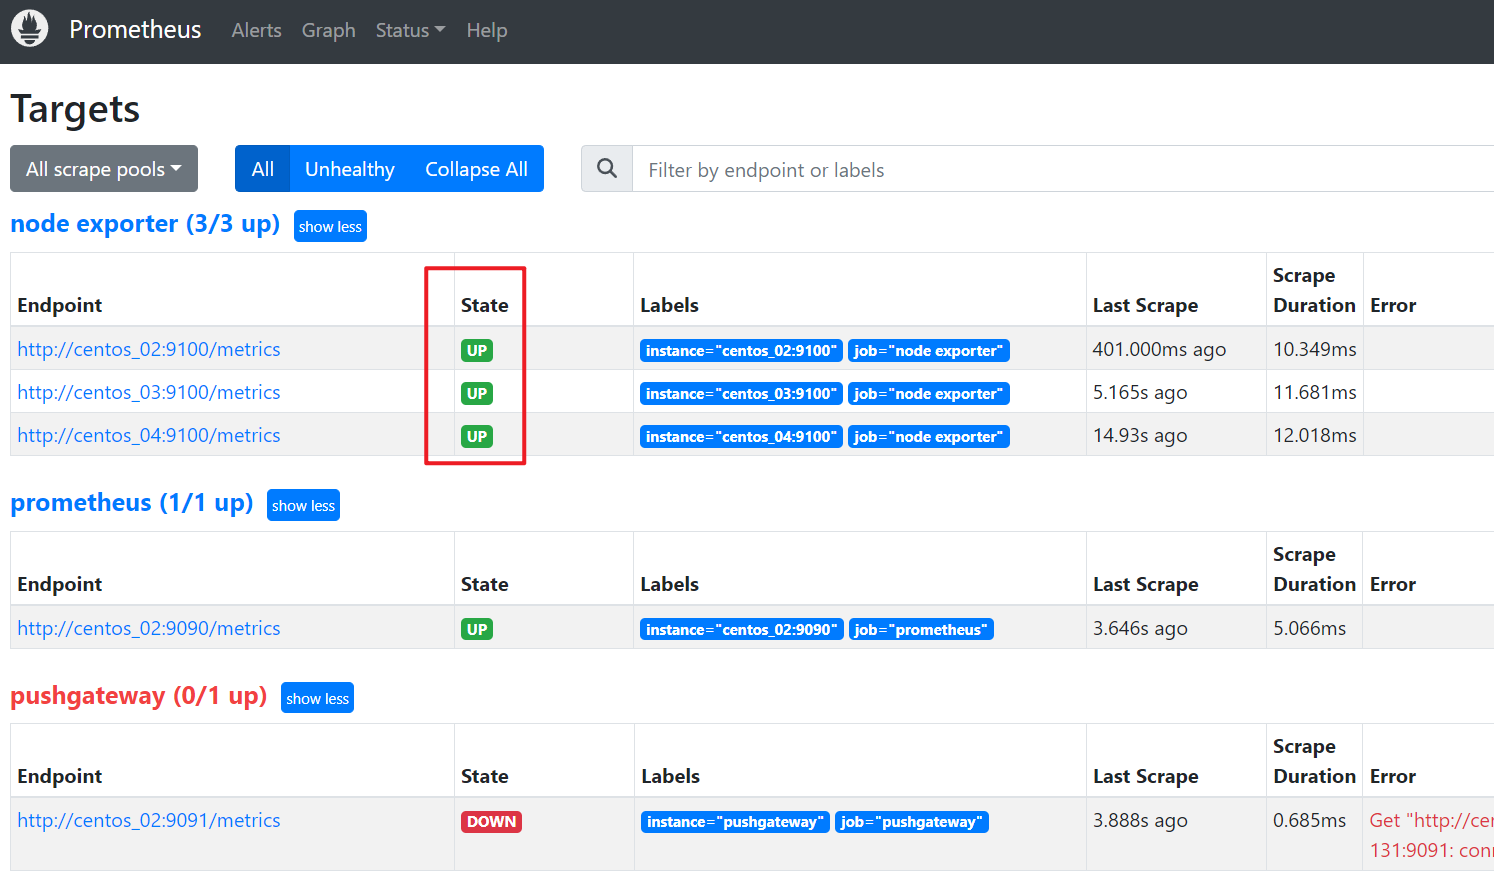 Prometheus Alerts Graph Status Help
Targets
All scrape pools All Unhealthy Collapse All Filter by endpoint or labels
node exporter (3/3 up) show less
Endpoint State Labels Last Scrape Scrape Duration Error
http://centos_02:9100/metrics UP instance="centos_02:9100" job="node exporter" 401.000ms ago 10.349ms
http://centos_03:9100/metrics UP instance="centos_03:9100" job="node exporter" 5.165s ago 11.681ms
http://centos_04:9100/metrics UP instance="centos_04:9100" job="node exporter" 14.93s ago 12.018ms
prometheus (1/1 up) show less
Endpoint State Labels Last Scrape Scrape Duration Error
http://centos_02:9090/metrics UP instance="centos_02:9090" job="prometheus" 3.646s ago 5.066ms
pushgateway (0/1 up) show less
Endpoint State Labels Last Scrape Scrape Duration Error
http://centos_02:9091/metrics DOWN instance="pushgateway" job="pushgateway" 3.888s ago 0.685ms Get "http://cen
131:9091: conn